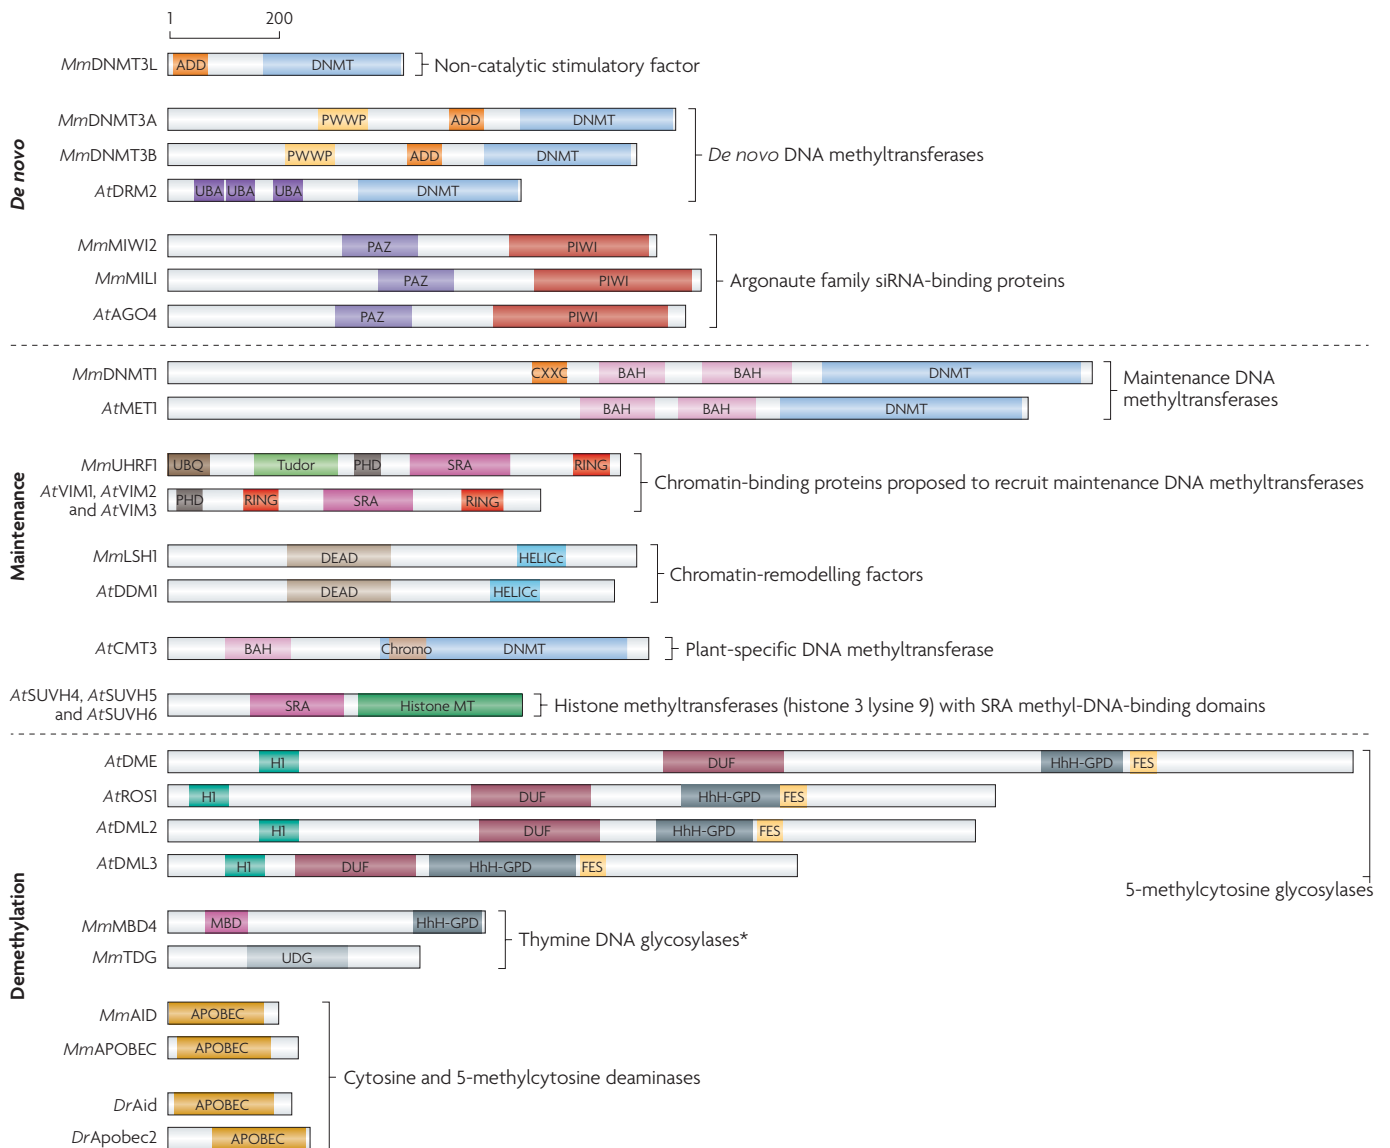 1 200
De novo
MmDNMT3L ADD DNMT Non-catalytic stimulatory factor
MmDNMT3A PWWP ADD DNMT
MmDNMT3B PWWP ADD DNMT
De novo DNA methyltransferases
AtDRM2 UBA UBA UBA DNMT
MmMIWI2 PAZ PIWI
MmMILI PAZ PIWI Argonaute family siRNA-binding proteins
AtAGO4 PAZ PIWI
Maintenance
MmDNMT1 CXXC BAH BAH DNMT
Maintenance DNA
methyltransferases
AtMET1 BAH BAH DNMT
MmUHRF1 UBQ Tudor PHD SRA RING
Chromatin-binding proteins proposed to recruit maintenance DNA methyltransferases
AtVIM1, AtVIM2
and AtVIM3
PHD RING SRA RING
MmLSH1 DEAD HELICc
Chromatin-remodelling factors
AtDDM1 DEAD HELICc
AtCMT3 BAH Chromo DNMT Plant-specific DNA methyltransferase
AtSUVH4, AtSUVH5
and AtSUVH6
SRA Histone MT Histone methyltransferases (histone 3 lysine 9) with SRA methyl-DNA-binding domains
Demethylation
AtDME H1 DUF HhH-GPD FES
AtROS1 H1 DUF HhH-GPD FES
AtDML2 H1 DUF HhH-GPD FES
AtDML3 H1 DUF HhH-GPD FES
5-methylcytosine glycosylases
MmMBD4 MBD HhH-GPD
Thymine DNA glycosylases*
MmTDG UDG
MmAID APOBEC
MmAPOBEC APOBEC
Cytosine and 5-methylcytosine deaminases
DrAid APOBEC
DrApobec2 APOBEC